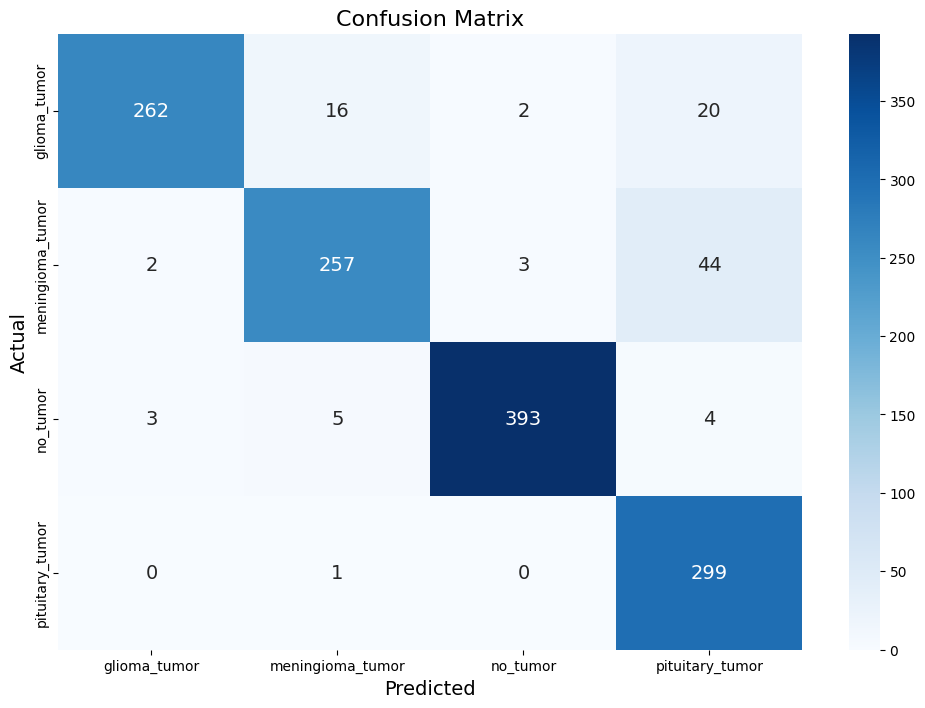 Confusion Matrix
glioma_tumor
262 16 2 20
meningioma_tumor
2 257 3 44
no_tumor
3 5 393 4
pituitary_tumor
0 1 0 299
Actual
glioma_tumor meningioma_tumor no_tumor pituitary_tumor
Predicted
350
300
250
200
150
100
50
0